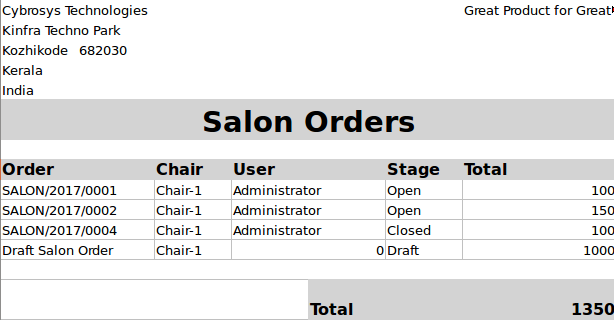 Cybrosys Technologies Great Product for Great
Kinfra Techno Park
Kozhikode 682030
Kerala
India
Salon Orders
Order Chair User Stage Total
SALON/2017/0001 Chair-1 Administrator Open 100
SALON/2017/0002 Chair-1 Administrator Open 150
SALON/2017/0004 Chair-1 Administrator Closed 100
Draft Salon Order Chair-1 0 Draft 1000
Total 1350